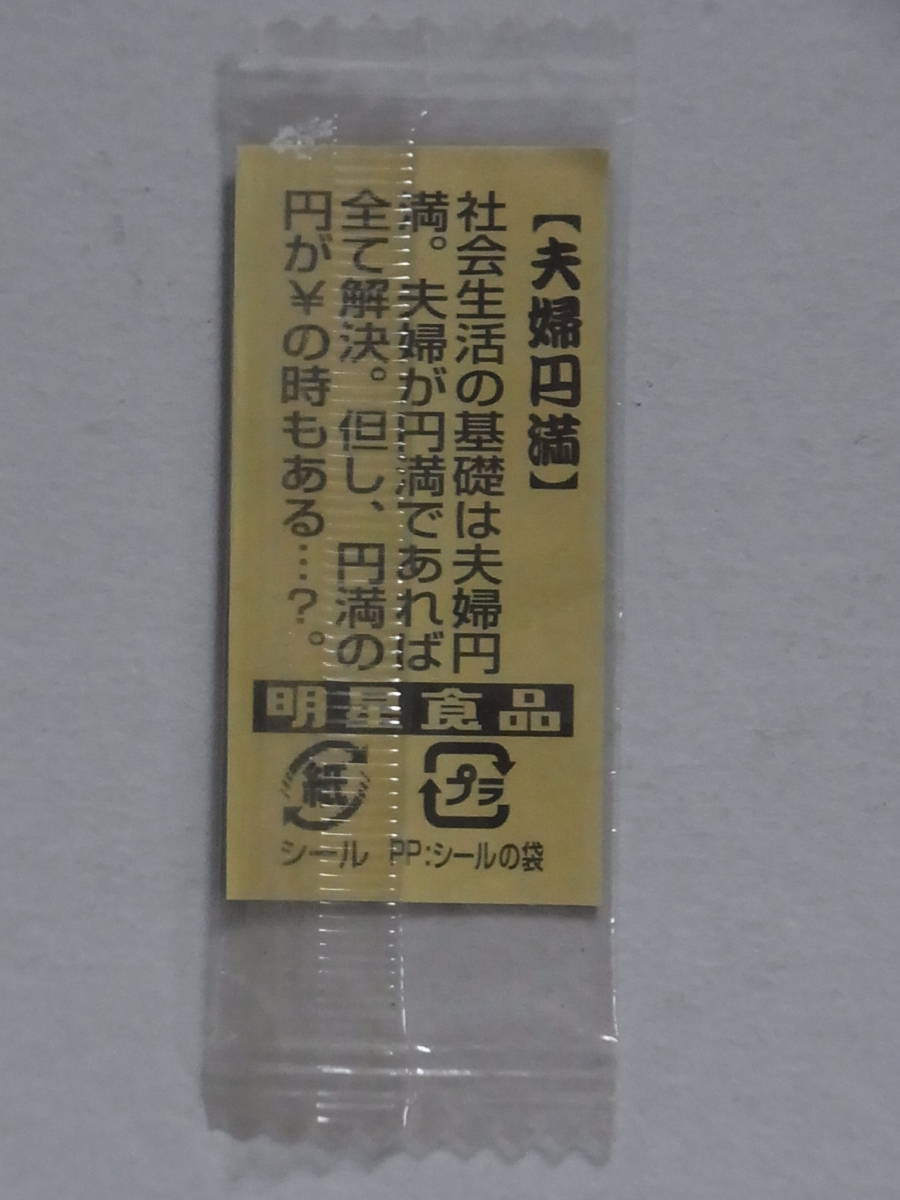 【夫婦円満】
社会生活の基礎は夫婦円
満。夫婦が円満であれば
全て解決。但し、円満の
円が¥の時もある…?。
明星食品
紙
プラ
シール
PP:シールの袋